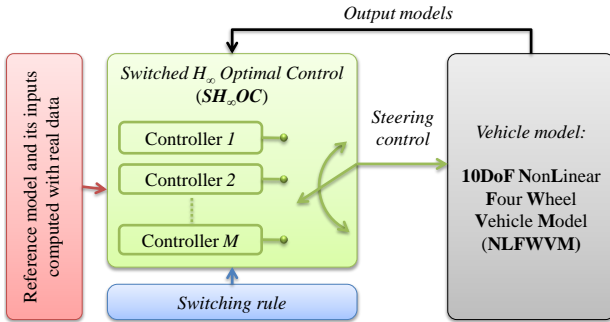 Output models
Reference model and its inputs
computed with real data
Switched H∞ Optimal Control
(SH∞OC)
Controller 1
Controller 2
Controller M
Switching rule
Steering
control
Vehicle model:
10DoF NonLinear
Four Wheel
Vehicle Model
(NLFWVM)